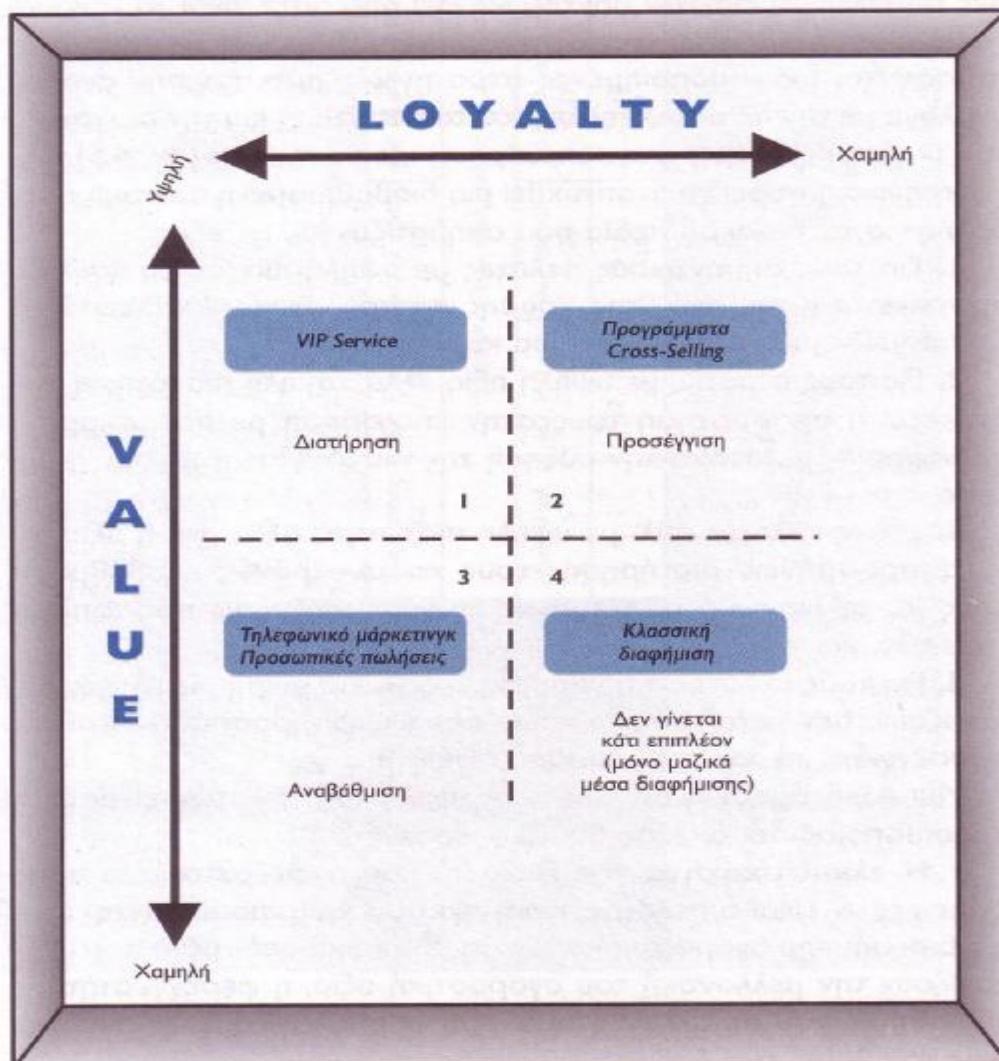 LOYALTY
Υψηλή
Χαμηλή
VALUE
VIP Service
Προγράμματα
Cross-Selling
Διατήρηση
Προσέγγιση
1
2
3
4
Τηλεφωνικό μάρκετινγκ
Προσωπικές πωλήσεις
Κλασσική
διαφήμιση
Αναβάθμιση
Δεν γίνεται
κάτι επιπλέον
(μόνο μαζικά
μέσα διαφήμισης)
Χαμηλή